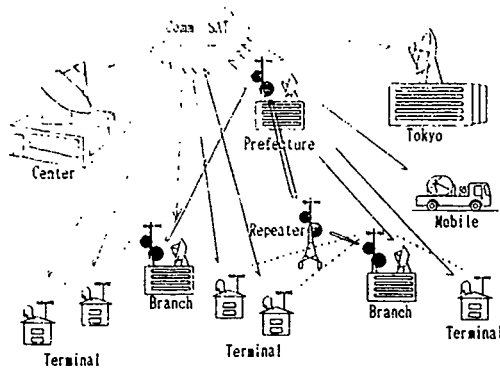 Comm SAT
Tokyo
Prefecture
Center
Mobile
Repeater
Branch
Branch
Terminal
Terminal
Terminal